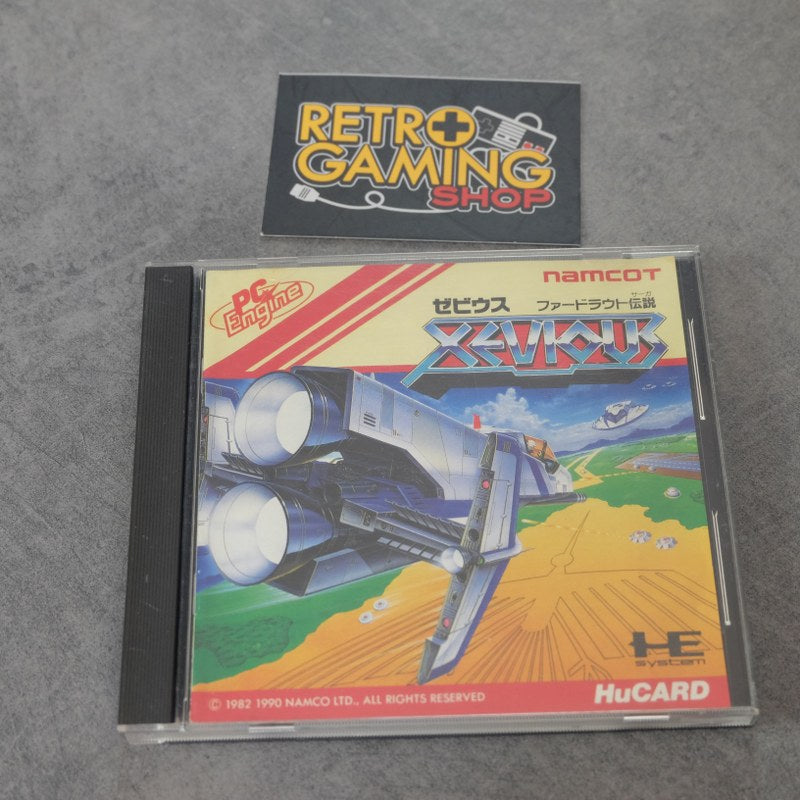 RETRO
GAMING
SHOP
PC
Engine
namcoT
ゼビウス ファードラウト伝説
サーガ
XEVIOUS
HE
system
HuCARD
© 1982 1990 NAMCO LTD., ALL RIGHTS RESERVED